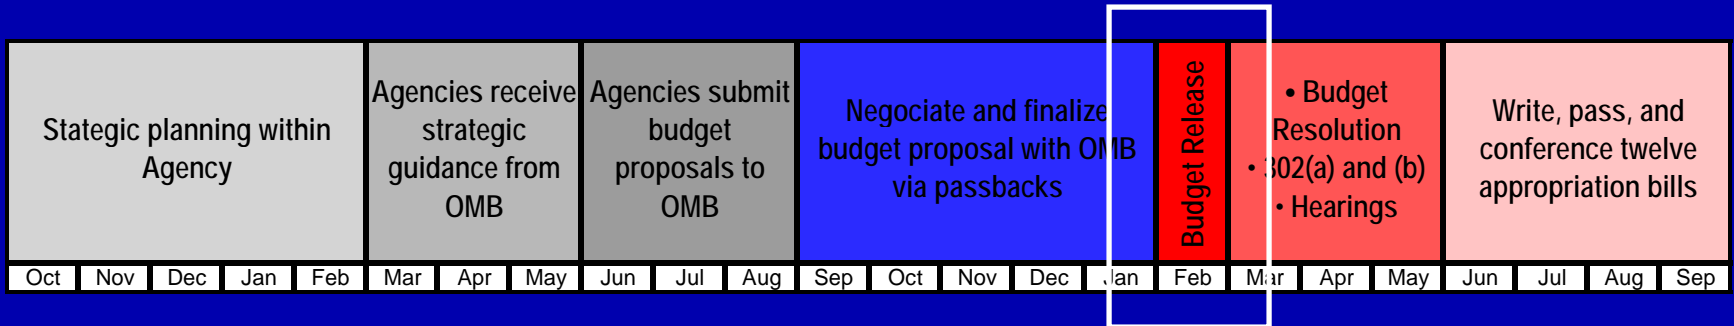 Stategic planning within
Agency
Agencies receive
strategic
guidance from
OMB
Agencies submit
budget
proposals to
OMB
Negociate and finalize
budget proposal with OMB
via passbacks
Budget Release
• Budget
Resolution
• 302(a) and (b)
• Hearings
Write, pass, and
conference twelve
appropriation bills
Oct Nov Dec Jan Feb Mar Apr May Jun Jul Aug Sep Oct Nov Dec Jan Feb Mar Apr May Jun Jul Aug Sep